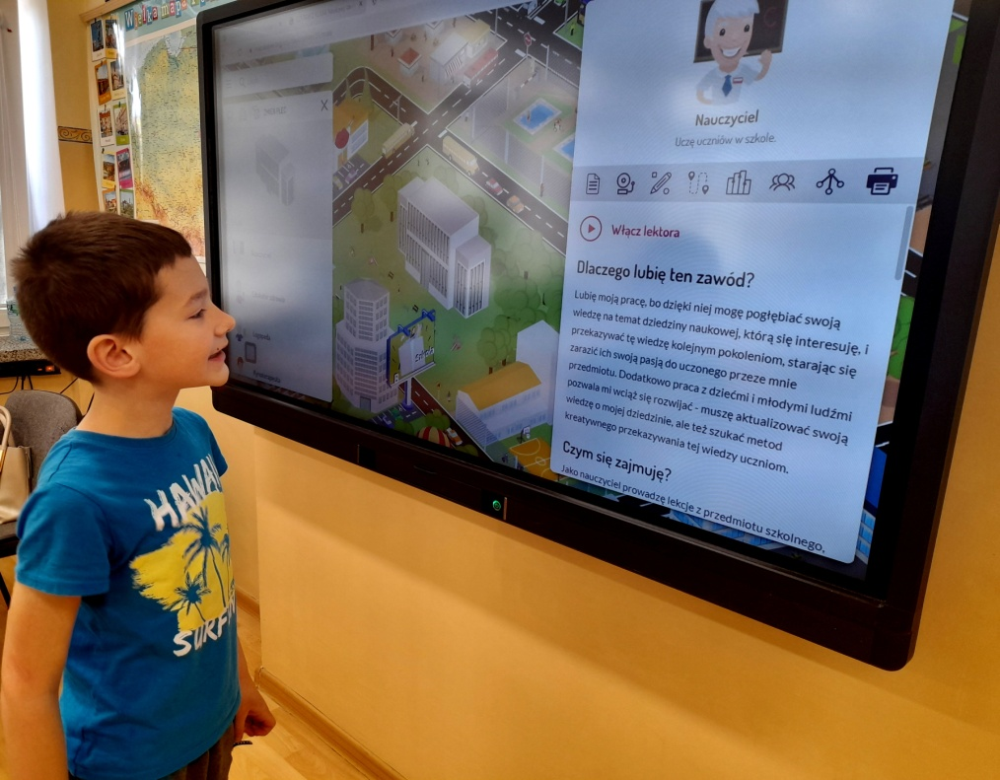 Wielka mapa
Nauczyciel
Uczę uczniów w szkole.
Włącz lektora
Dlaczego lubię ten zawód?
Lubię moją pracę, bo dzięki niej mogę pogłębiać swoją
wiedzę na temat dziedziny naukowej, którą się interesuję, i
przekazywać tę wiedzę kolejnym pokoleniom, starając się
zarazić ich swoją pasją do uczonego przeze mnie
przedmiotu. Dodatkowo praca z dziećmi i młodymi ludźmi
pozwala mi wciąż się rozwijać - muszę aktualizować swoją
wiedzę o mojej dziedzinie, ale też szukać metod
kreatywnego przekazywania tej wiedzy uczniom.
Czym się zajmuję?
Jako nauczyciel prowadzę lekcje z przedmiotu szkolnego,
szkoła
HAWAII
SURFIN